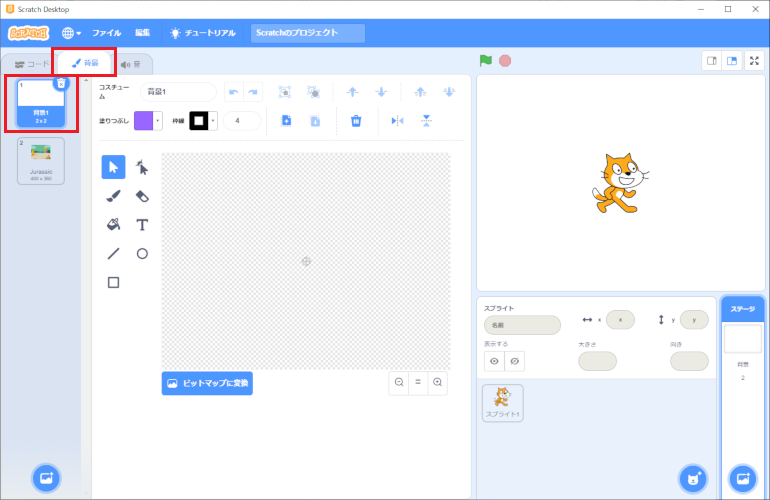 Scratch Desktop
SCRATCH
ファイル
編集
チュートリアル
Scratchのプロジェクト
コード
背景
音
1
背景1
2 x 2
2
Jurassic
480 x 360
コスチューム
背景1
塗りつぶし
枠線
4
ビットマップに変換
スプライト
名前
x
x
y
y
表示する
大きさ
向き
スプライト1
ステージ
背景
2